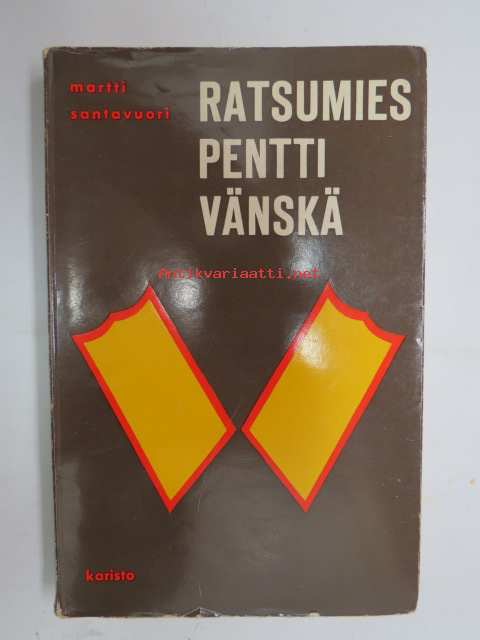 martti
santavuori
RATSUMIES
PENTTI
VÄNSKÄ
Antikvariaatti.net
karisto